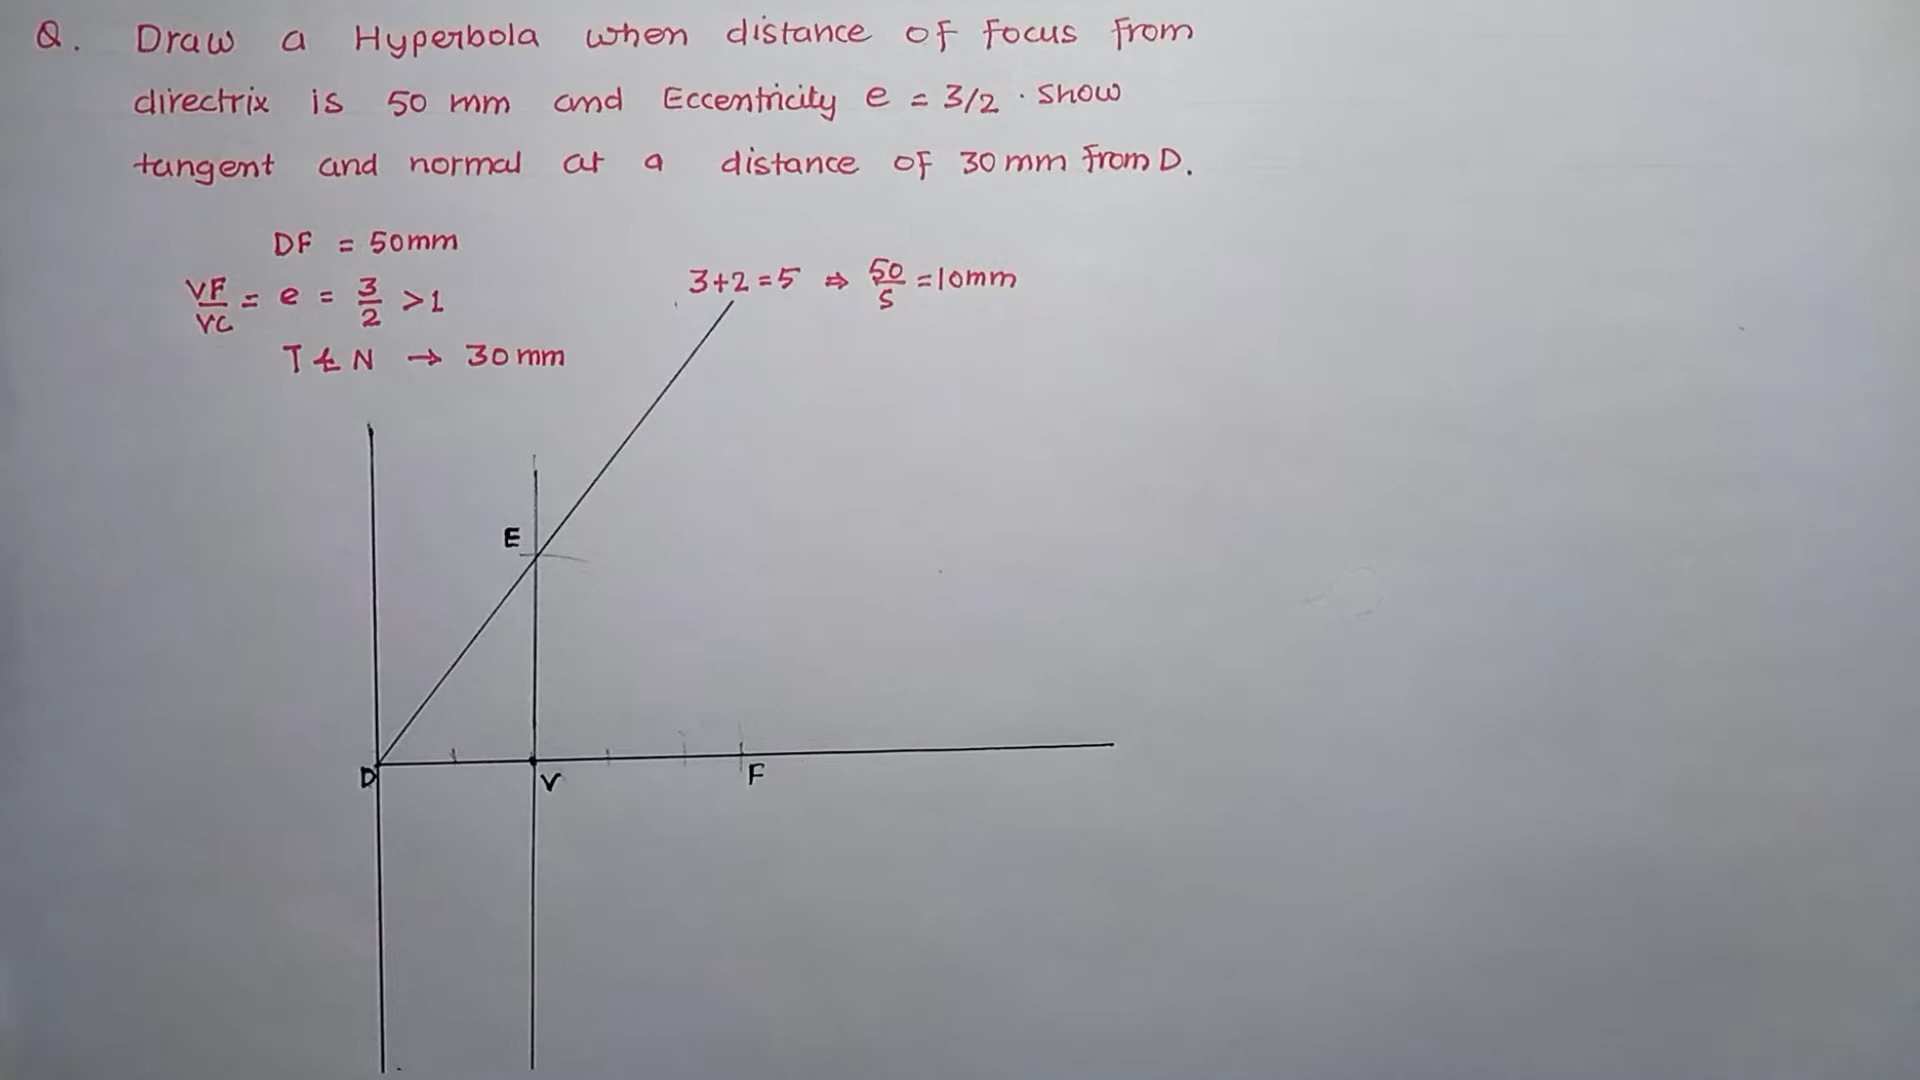 Q. Draw a Hyperbola when distance of focus from
directrix is 50 mm and Eccentricity e = 3/2 . Show
tangent and normal at a distance of 30 mm from D.
DF = 50mm
VF/VC = e = 3/2 > 1
T & N → 30 mm
3+2=5 ⇒ 50/5 = 10mm
E
D
V
F